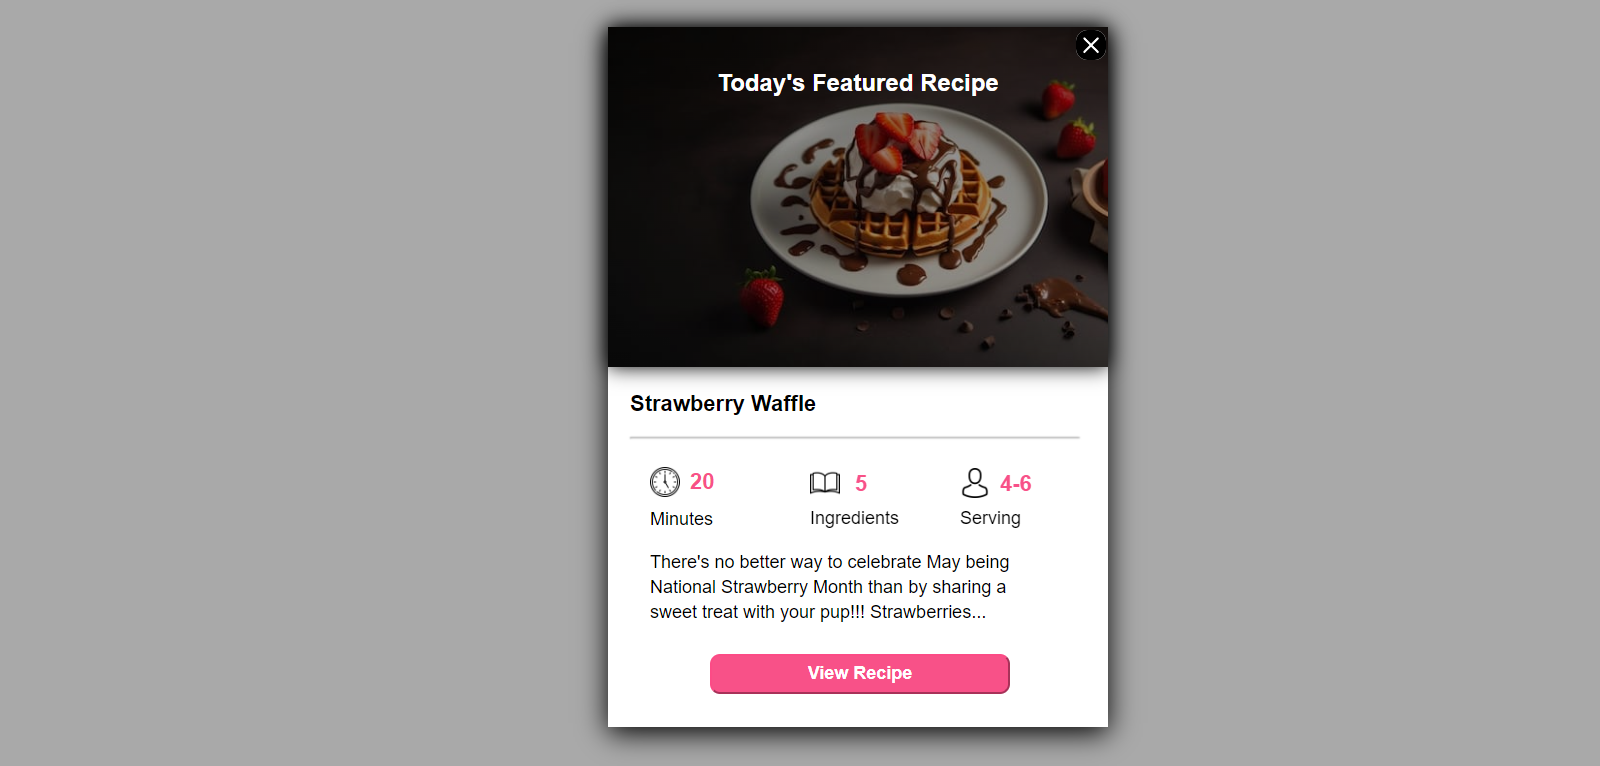 Today's Featured Recipe
Strawberry Waffle
20
Minutes
5
Ingredients
4-6
Serving
There's no better way to celebrate May being
National Strawberry Month than by sharing a
sweet treat with your pup!!! Strawberries...
View Recipe